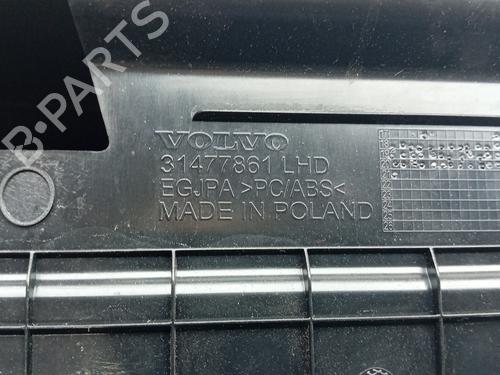 B-PARTS
VOLVO
31477861 LHD
EGJPA >PC/ABS<
MADE IN POLAND